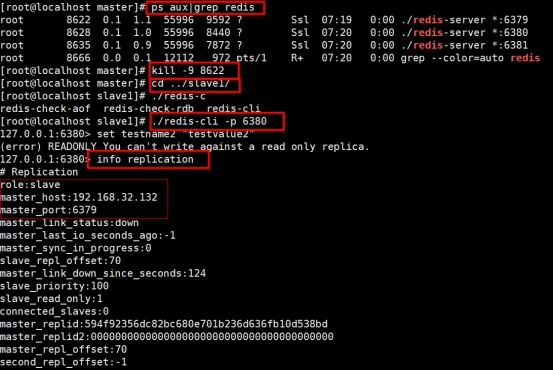 [root@localhost master]# ps aux|grep redis
root 8622 0.1 1.1 55996 9592 ? Ssl 07:19 0:00 ./redis-server *:6379
root 8628 0.1 1.0 55996 8440 ? Ssl 07:20 0:00 ./redis-server *:6380
root 8635 0.1 0.9 55996 7872 ? Ssl 07:20 0:00 ./redis-server *:6381
root 8666 0.0 0.1 12112 972 pts/1 R+ 07:20 0:00 grep --color=auto redis
[root@localhost master]# kill -9 8622
[root@localhost master]# cd ../slave1/
[root@localhost slave1]# ./redis-c
redis-check-aof redis-check-rdb redis-cli
[root@localhost slave1]# ./redis-cli -p 6380
127.0.0.1:6380> set testname2 "testvalue2"
(error) READONLY You can't write against a read only replica.
127.0.0.1:6380> info replication
# Replication
role:slave
master_host:192.168.32.132
master_port:6379
master_link_status:down
master_last_io_seconds_ago:-1
master_sync_in_progress:0
slave_repl_offset:70
master_link_down_since_seconds:124
slave_priority:100
slave_read_only:1
connected_slaves:0
master_replid:594f92356dc82bc680e701b236d636fb10d538bd
master_replid2:0000000000000000000000000000000000000000
master_repl_offset:70
second_repl_offset:-1